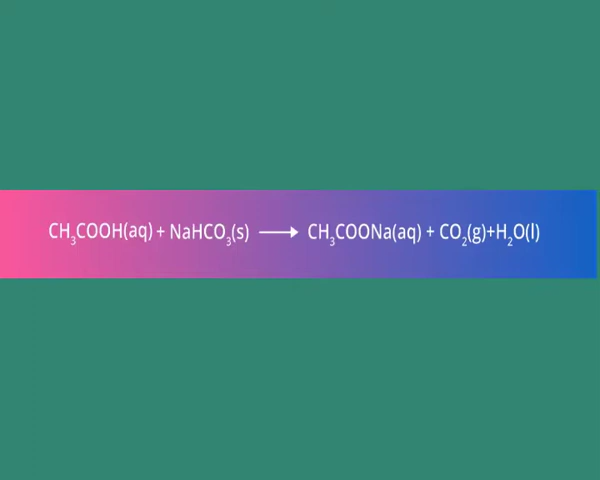 CH₃COOH(aq) + NaHCO₃(s) ⟶ CH₃COONa(aq) + CO₂(g)+H₂O(l)